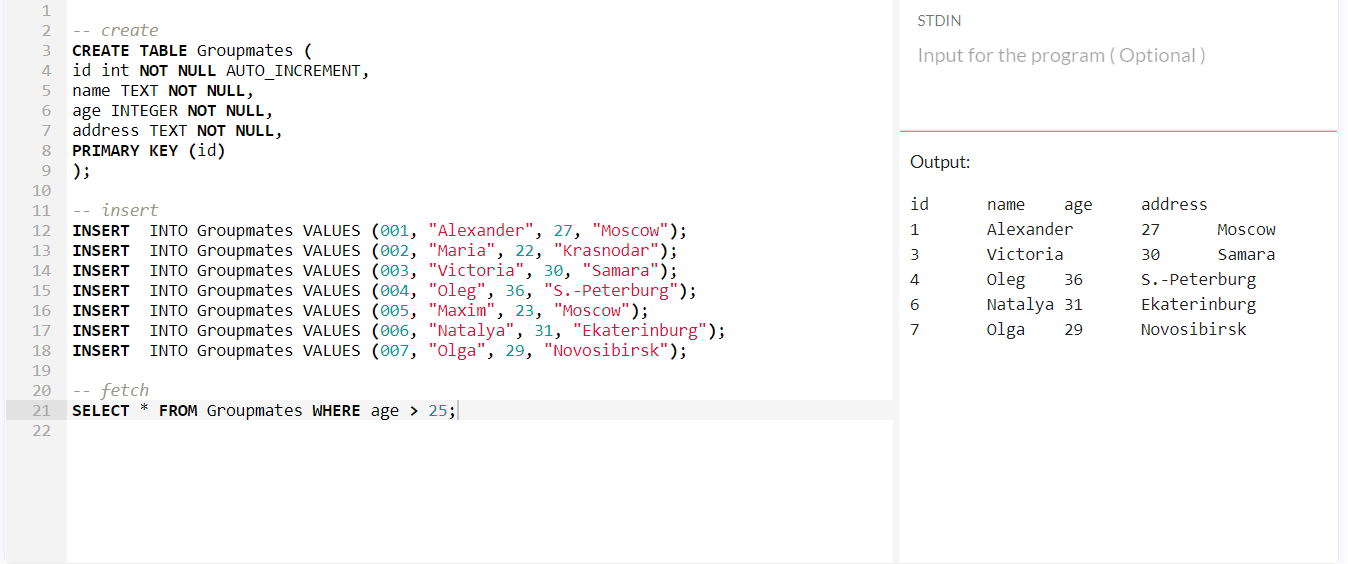 1
2 -- create
3 CREATE TABLE Groupmates (
4 id int NOT NULL AUTO_INCREMENT,
5 name TEXT NOT NULL,
6 age INTEGER NOT NULL,
7 address TEXT NOT NULL,
8 PRIMARY KEY (id)
9 );
10
11 -- insert
12 INSERT  INTO Groupmates VALUES (001, "Alexander", 27, "Moscow");
13 INSERT  INTO Groupmates VALUES (002, "Maria", 22, "Krasnodar");
14 INSERT  INTO Groupmates VALUES (003, "Victoria", 30, "Samara");
15 INSERT  INTO Groupmates VALUES (004, "Oleg", 36, "S.-Peterburg");
16 INSERT  INTO Groupmates VALUES (005, "Maxim", 23, "Moscow");
17 INSERT  INTO Groupmates VALUES (006, "Natalya", 31, "Ekaterinburg");
18 INSERT  INTO Groupmates VALUES (007, "Olga", 29, "Novosibirsk");
19
20 -- fetch
21 SELECT * FROM Groupmates WHERE age > 25;
22
STDIN
Input for the program ( Optional )
Output:
id name age address
1 Alexander 27 Moscow
3 Victoria 30 Samara
4 Oleg 36 S.-Peterburg
6 Natalya 31 Ekaterinburg
7 Olga 29 Novosibirsk